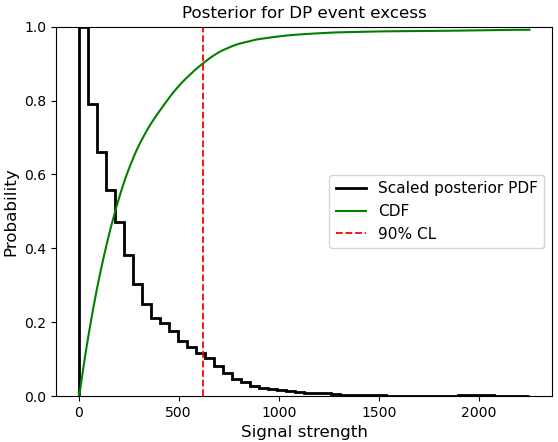 Posterior for DP event excess
1.0
0.8
0.6
0.4
0.2
0.0
Probability
Scaled posterior PDF
CDF
90% CL
0
500
1000
1500
2000
Signal strength